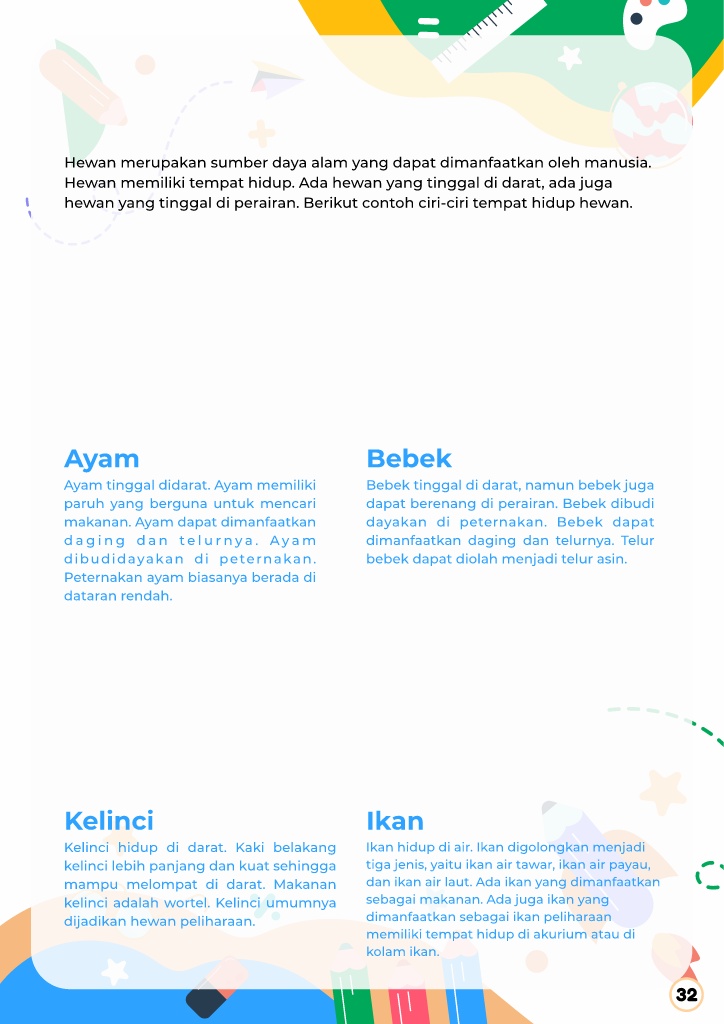 Hewan merupakan sumber daya alam yang dapat dimanfaatkan oleh manusia.
Hewan memiliki tempat hidup. Ada hewan yang tinggal di darat, ada juga
hewan yang tinggal di perairan. Berikut contoh ciri-ciri tempat hidup hewan.
Ayam
Ayam tinggal didarat. Ayam memiliki
paruh yang berguna untuk mencari
makanan. Ayam dapat dimanfaatkan
daging dan telurnya. Ayam
dibudidayakan di peternakan.
Peternakan ayam biasanya berada di
dataran rendah.
Bebek
Bebek tinggal di darat, namun bebek juga
dapat berenang di perairan. Bebek dibudi
dayakan di peternakan. Bebek dapat
dimanfaatkan daging dan telurnya. Telur
bebek dapat diolah menjadi telur asin.
Kelinci
Kelinci hidup di darat. Kaki belakang
kelinci lebih panjang dan kuat sehingga
mampu melompat di darat. Makanan
kelinci adalah wortel. Kelinci umumnya
dijadikan hewan peliharaan.
Ikan
Ikan hidup di air. Ikan digolongkan menjadi
tiga jenis, yaitu ikan air tawar, ikan air payau,
dan ikan air laut. Ada ikan yang dimanfaatkan
sebagai makanan. Ada juga ikan yang
dimanfaatkan sebagai ikan peliharaan
memiliki tempat hidup di akurium atau di
kolam ikan.
32